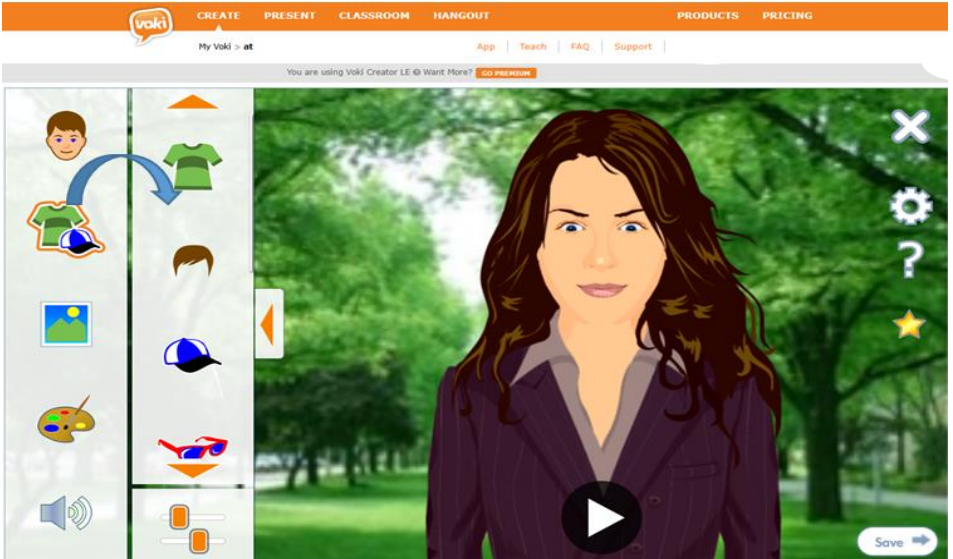 voki CREATE PRESENT CLASSROOM HANGOUT PRODUCTS PRICING
My Voki > at App Teach FAQ Support
You are using Voki Creator LE ☹ Want More? GO PREMIUM
?
Save